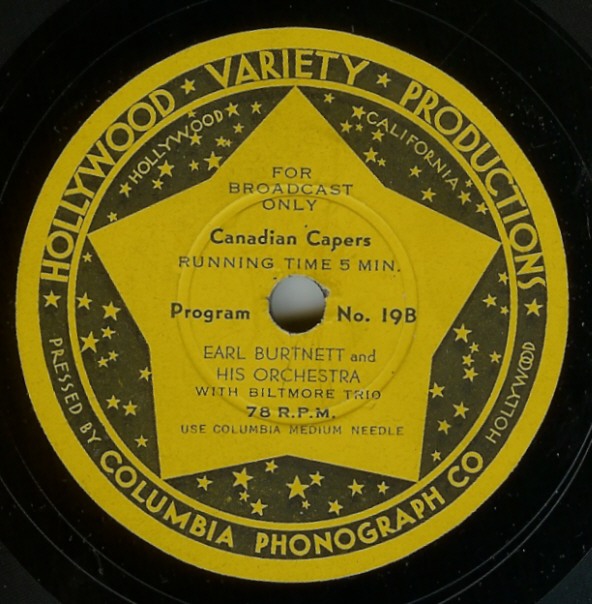 HOLLYWOOD ★ VARIETY ★ PRODUCTIONS
HOLLYWOOD
CALIFORNIA
FOR
BROADCAST
ONLY
Canadian Capers
RUNNING TIME 5 MIN.
Program No. 19B
EARL BURTNETT and
HIS ORCHESTRA
WITH BILTMORE TRIO
78 R.P.M.
USE COLUMBIA MEDIUM NEEDLE
PRESSED BY COLUMBIA PHONOGRAPH CO HOLLYWOOD